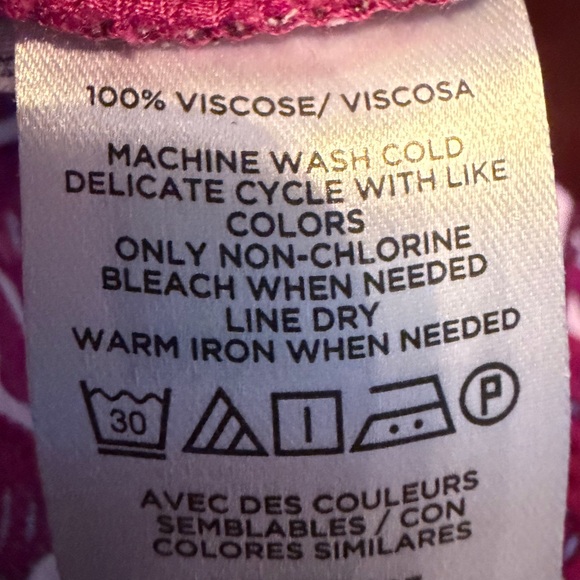 100% VISCOSE/ VISCOSA
MACHINE WASH COLD
DELICATE CYCLE WITH LIKE
COLORS
ONLY NON-CHLORINE
BLEACH WHEN NEEDED
LINE DRY
WARM IRON WHEN NEEDED
30 P
AVEC DES COULEURS
SEMBLABLES / CON
COLORES SIMILARES